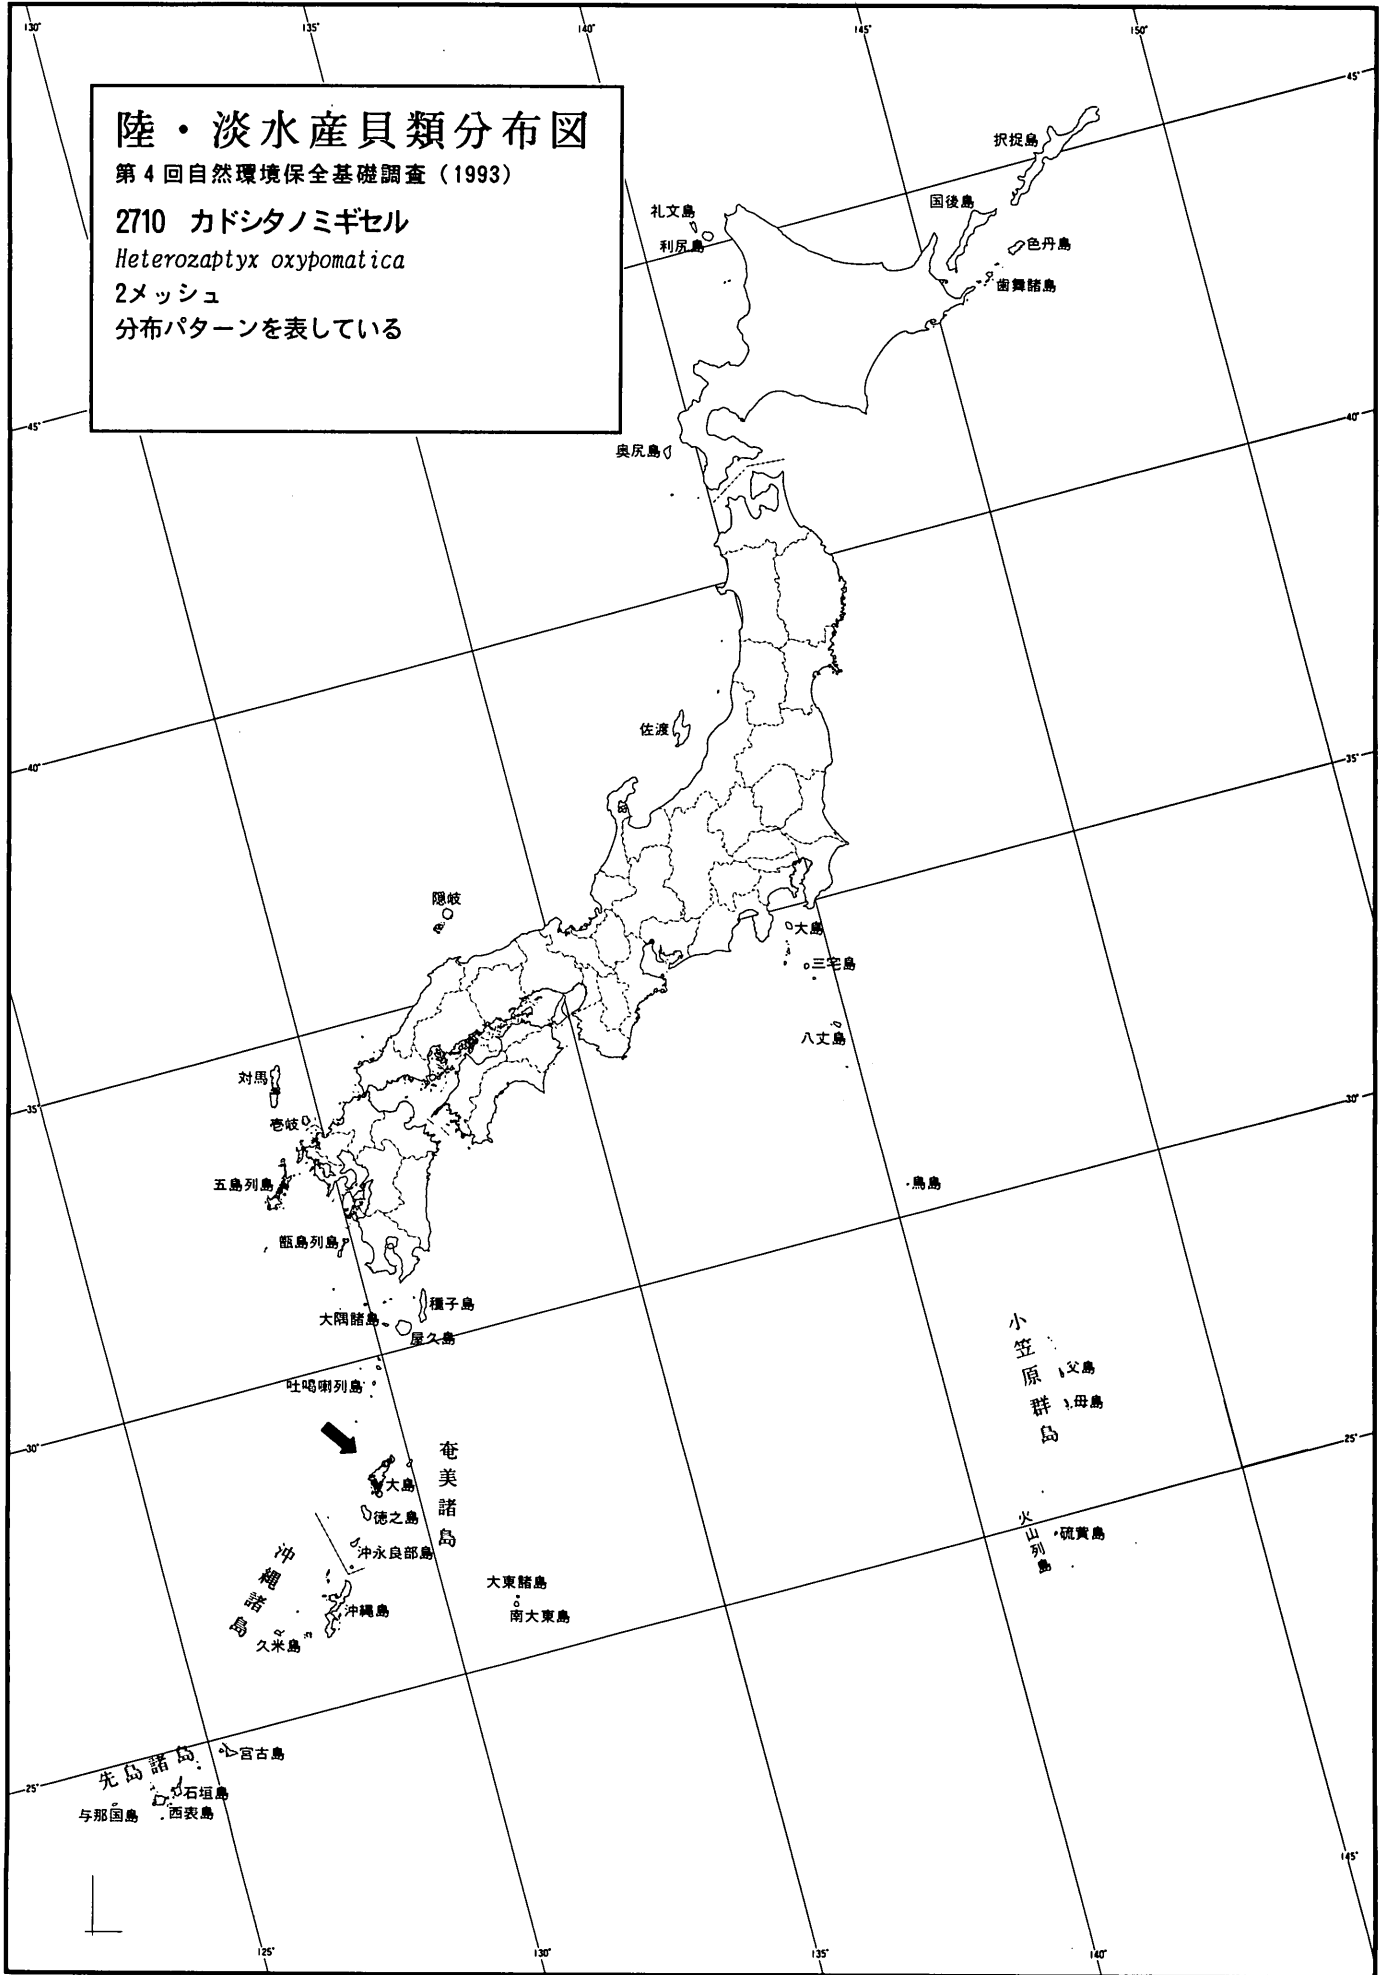 130°
135°
140°
145°
150°
陸・淡水産貝類分布図
第4回自然環境保全基礎調査 (1993)
2710 カドシタノミギセル
Heterozaptyx oxypomatica
2メッシュ
分布パターンを表している
45°
択捉島
国後島
礼文島
利尻島
色丹島
歯舞諸島
45°
40°
奥尻島
佐渡
40°
35°
隠岐
大島
三宅島
八丈島
対馬
35°
壱岐
30°
五島列島
鳥島
甑島列島
種子島
大隅諸島
屋久島
吐噶喇列島
小笠原群島
父島
母島
30°
25°
奄美諸島
大島
徳之島
沖永良部島
火山列島
硫黄島
沖縄諸島
沖縄島
久米島
大東諸島
南大東島
先島諸島
宮古島
25°
石垣島
与那国島
西表島
145°
125°
130°
135°
140°